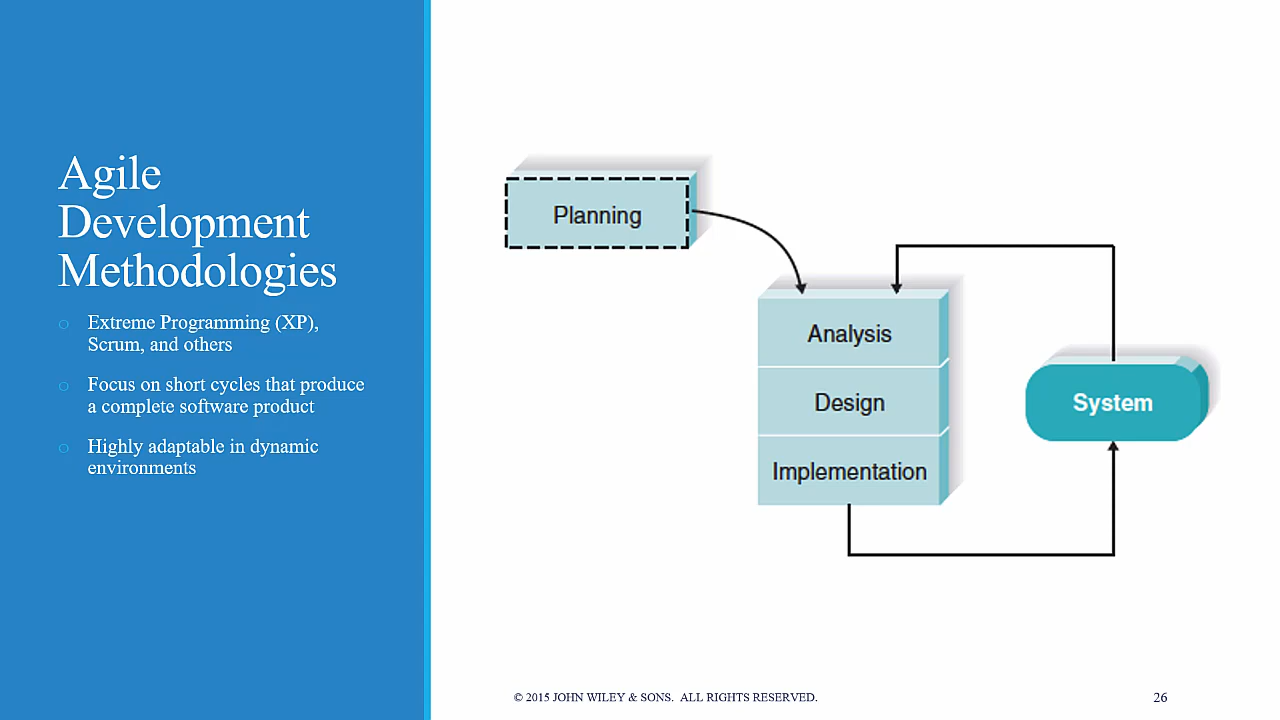 Agile
Development
Methodologies
o Extreme Programming (XP),
Scrum, and others
o Focus on short cycles that produce
a complete software product
o Highly adaptable in dynamic
environments
Planning
Analysis
Design
Implementation
System
© 2015 JOHN WILEY & SONS. ALL RIGHTS RESERVED.
26